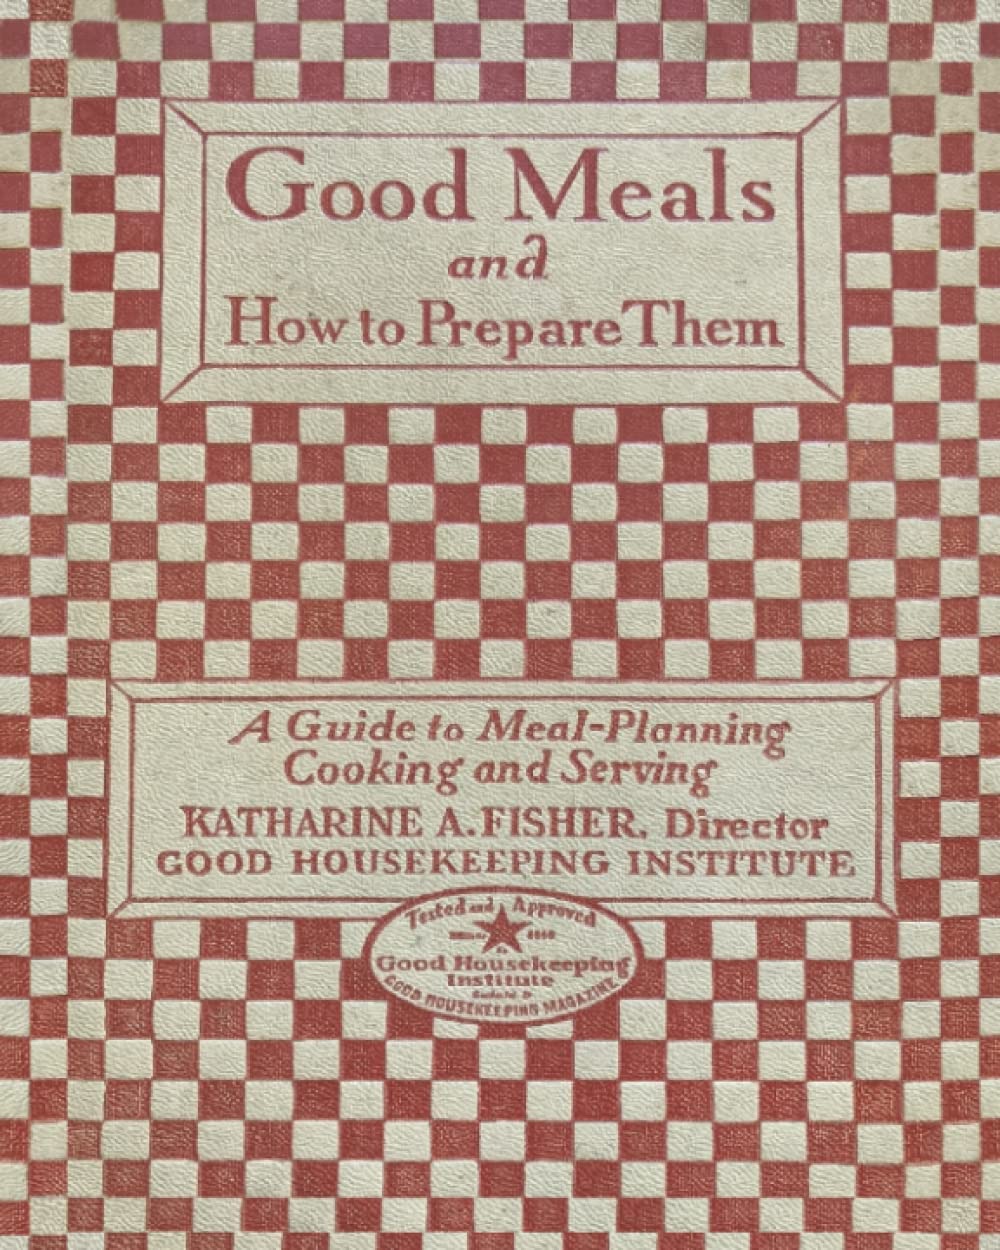 Good Meals
and
How to Prepare Them
A Guide to Meal-Planning
Cooking and Serving
KATHARINE A. FISHER, Director
GOOD HOUSEKEEPING INSTITUTE
Tested and Approved
Good Housekeeping
Institute
GOOD HOUSEKEEPING MAGAZINE